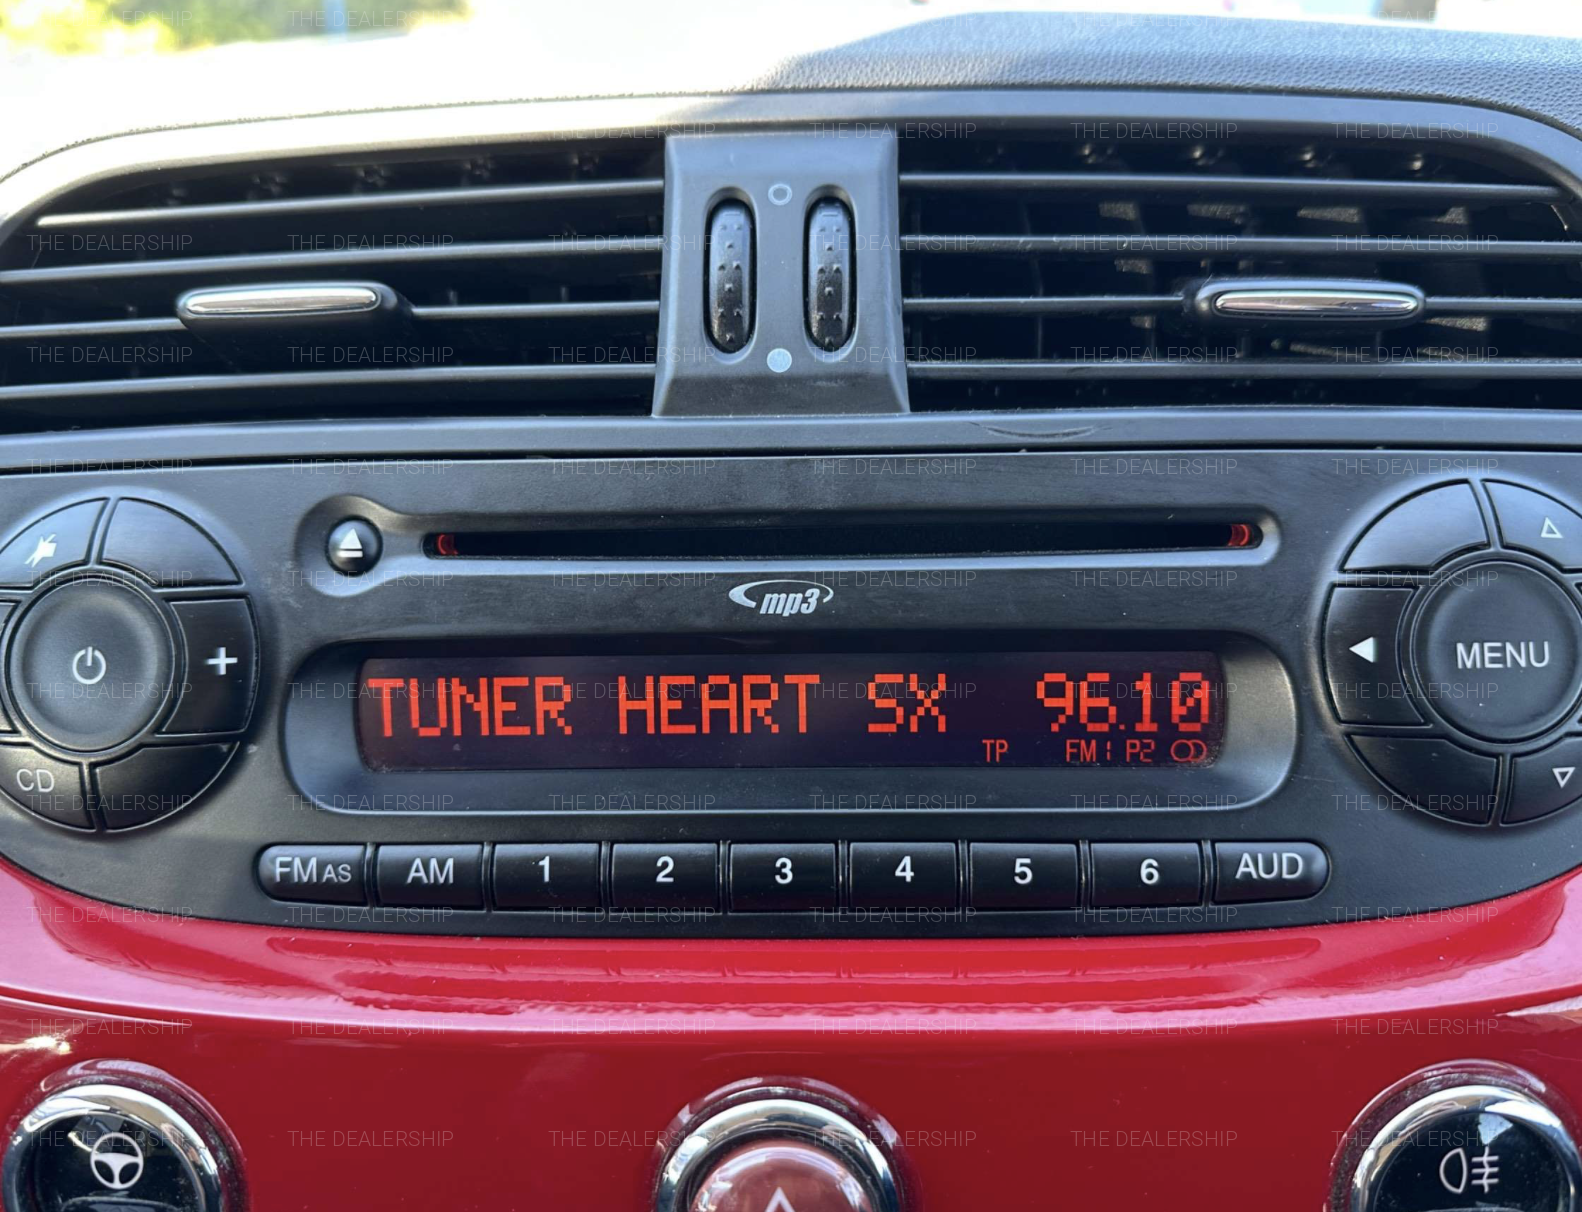 mp3
TUNER HEART SX 96.10
TP FM1 P2
CD
MENU
FM AS AM 1 2 3 4 5 6 AUD
THE DEALERSHIP